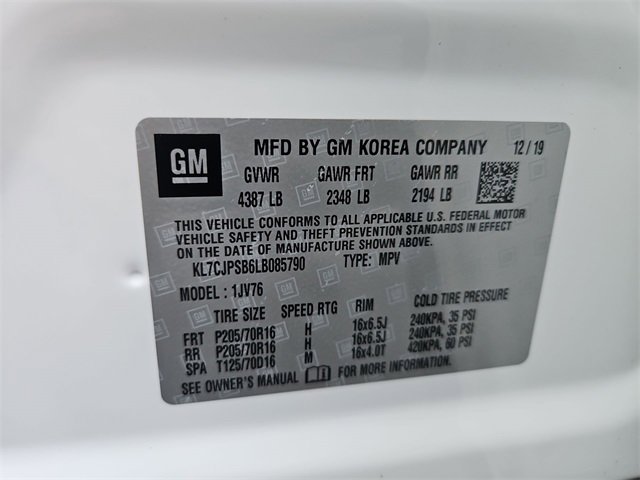 GM MFD BY GM KOREA COMPANY 12/19
GVWR GAWR FRT GAWR RR
4387 LB 2348 LB 2194 LB
THIS VEHICLE CONFORMS TO ALL APPLICABLE U.S. FEDERAL MOTOR
VEHICLE SAFETY AND THEFT PREVENTION STANDARDS IN EFFECT
ON THE DATE OF MANUFACTURE SHOWN ABOVE.
KL7CJPSB6LB085790 TYPE: MPV
MODEL : 1JV76
TIRE SIZE SPEED RTG RIM COLD TIRE PRESSURE
FRT P205/70R16 H 16x6.5J 240KPA, 35 PSI
RR P205/70R16 H 16x6.5J 240KPA, 35 PSI
SPA T125/70D16 M 16x4.0T 420KPA, 60 PSI
SEE OWNER'S MANUAL FOR MORE INFORMATION.